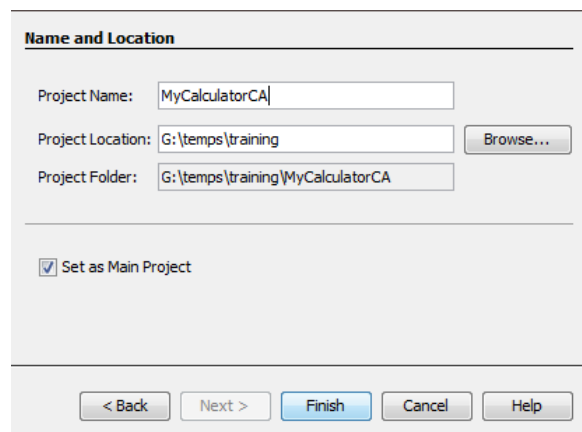 Name and Location
Project Name: MyCalculatorCA
Project Location: G:\temps\training Browse...
Project Folder: G:\temps\training\MyCalculatorCA
Set as Main Project
< Back Next > Finish Cancel Help